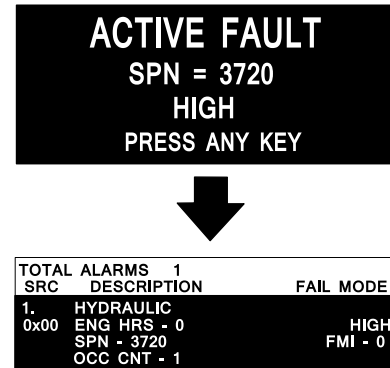 ACTIVE FAULT
SPN = 3720
HIGH
PRESS ANY KEY
TOTAL ALARMS 1
SRC DESCRIPTION FAIL MODE
1. HYDRAULIC
0x00 ENG HRS - 0 HIGH
SPN - 3720 FMI - 0
OCC CNT - 1